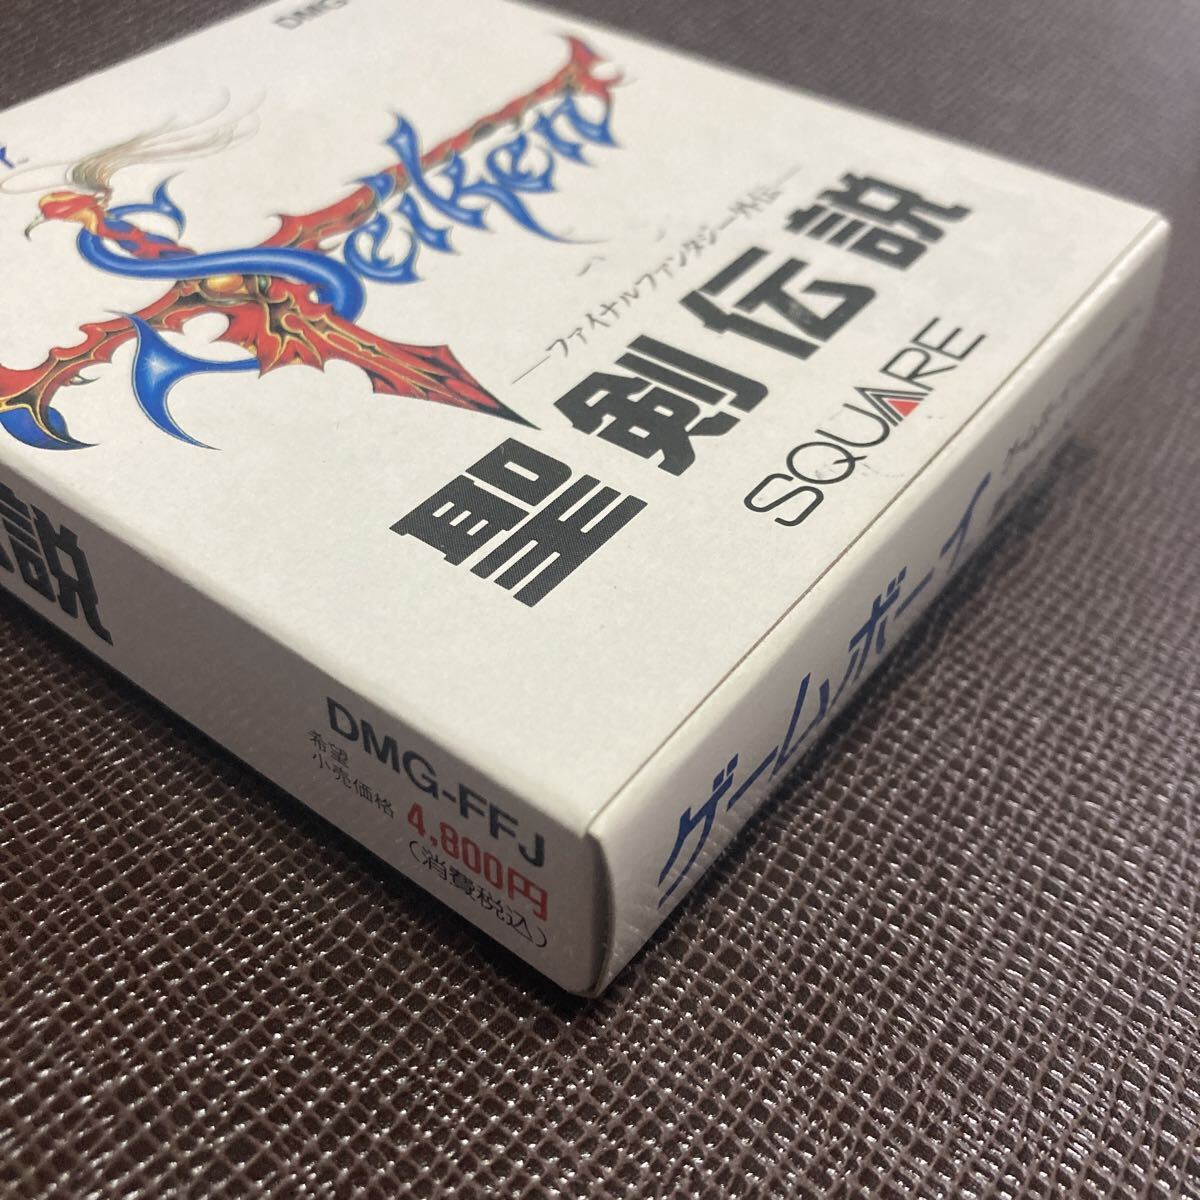 DMG-
Seiken
―ファイナルファンタジー外伝―
聖剣伝説
SQUARE
説
DMG-FFJ
希望
小売価格 4,800円
(消費税込)
ゲームボーイ